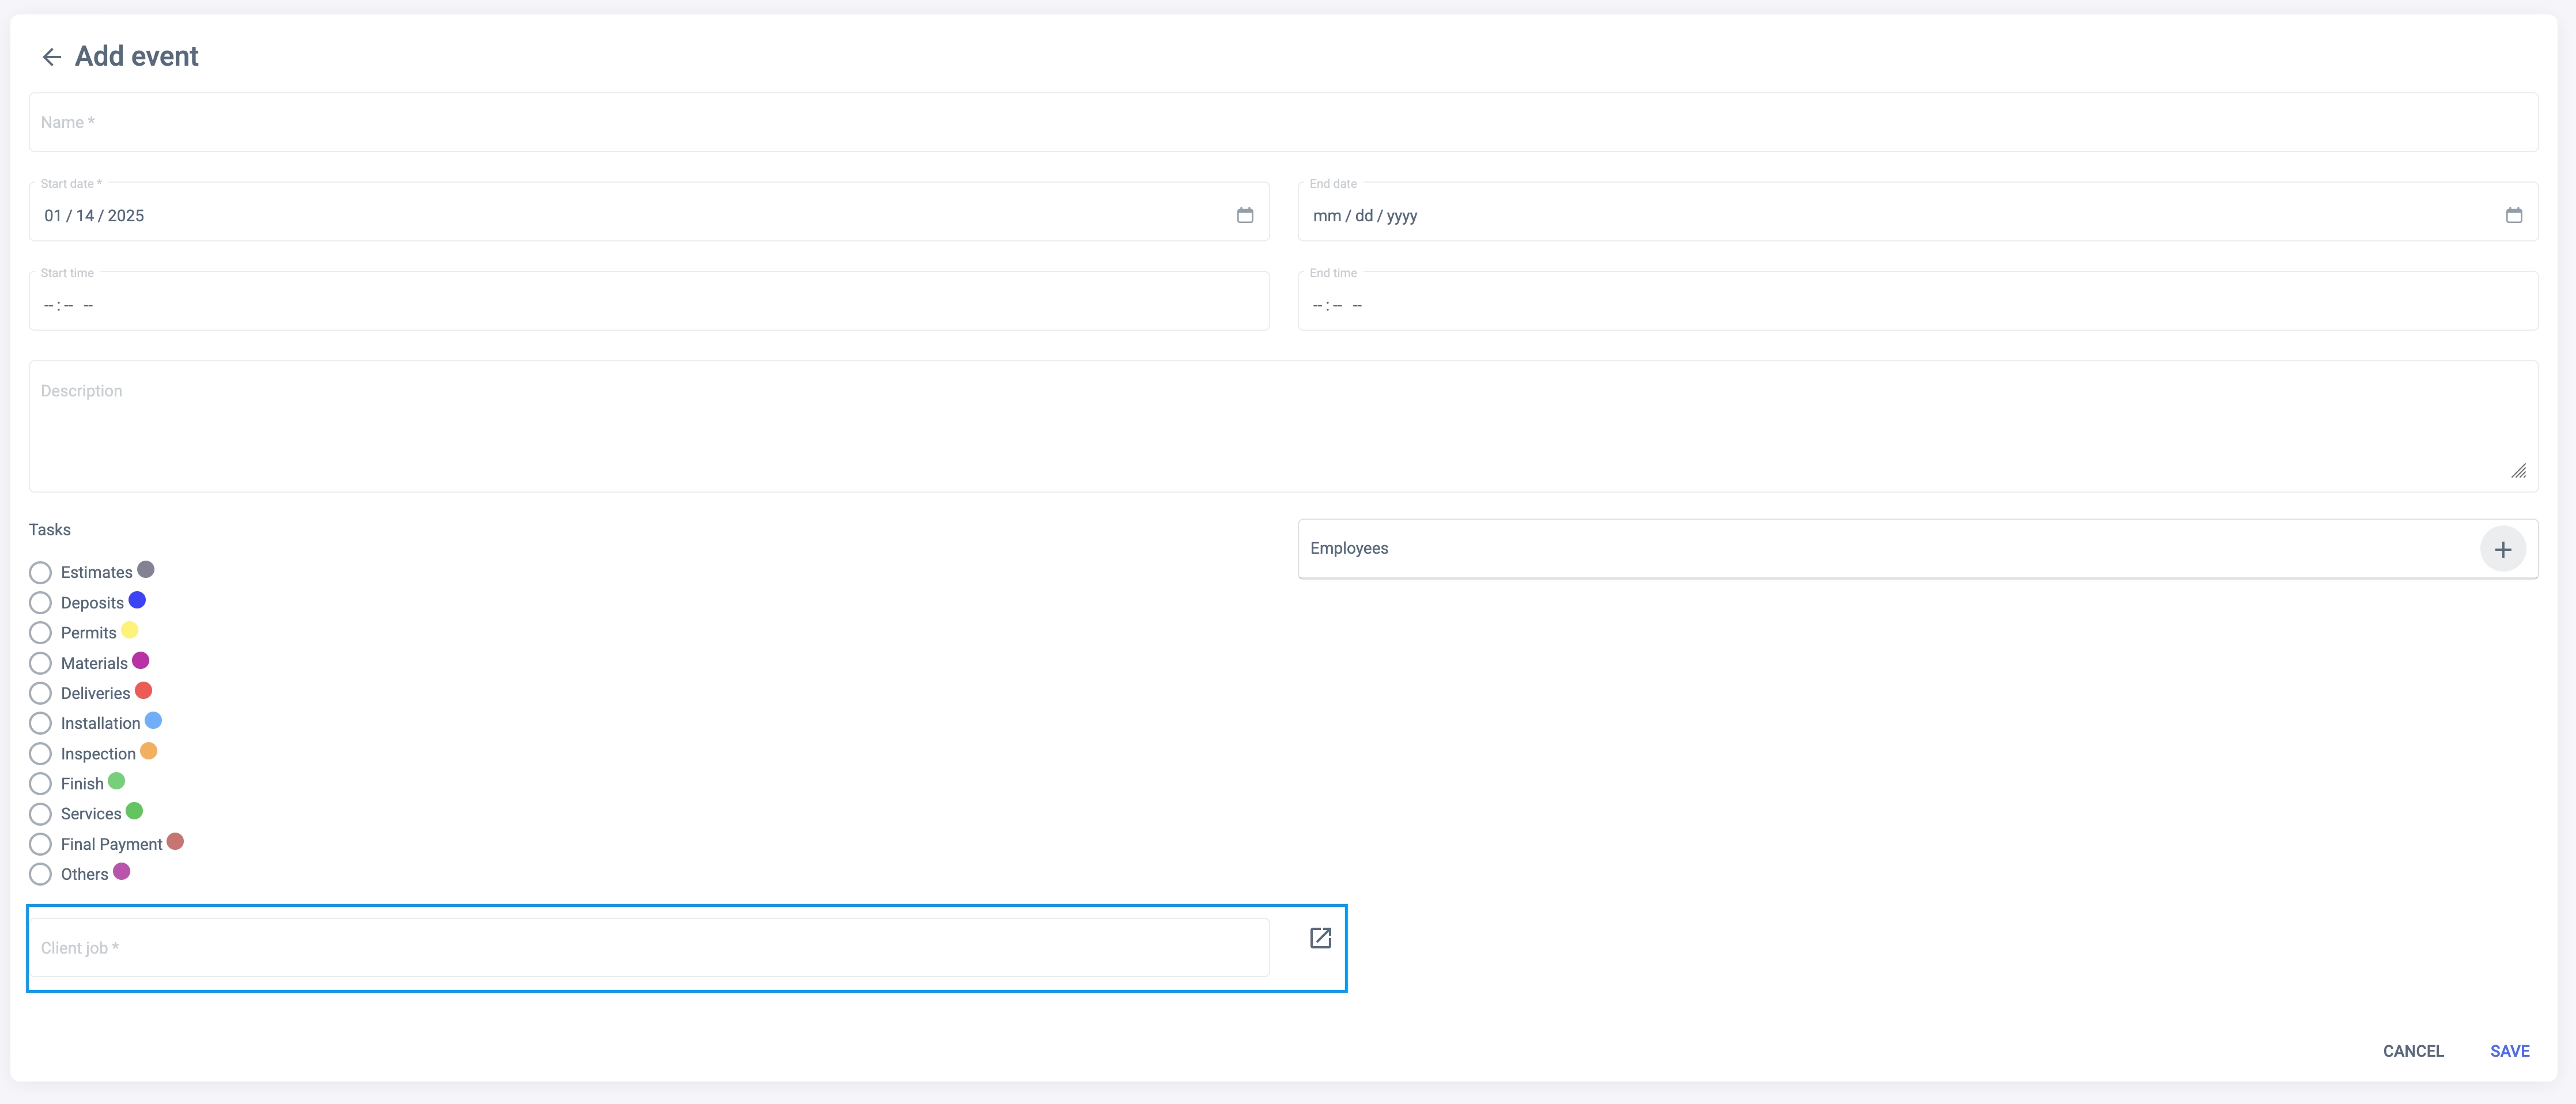 Add event
Name *
Start date *
01 / 14 / 2025
End date
mm / dd / yyyy
Start time
-- : -- --
End time
-- : -- --
Description
Tasks
Employees
Estimates
Deposits
Permits
Materials
Deliveries
Installation
Inspection
Finish
Services
Final Payment
Others
Client job *
CANCEL SAVE